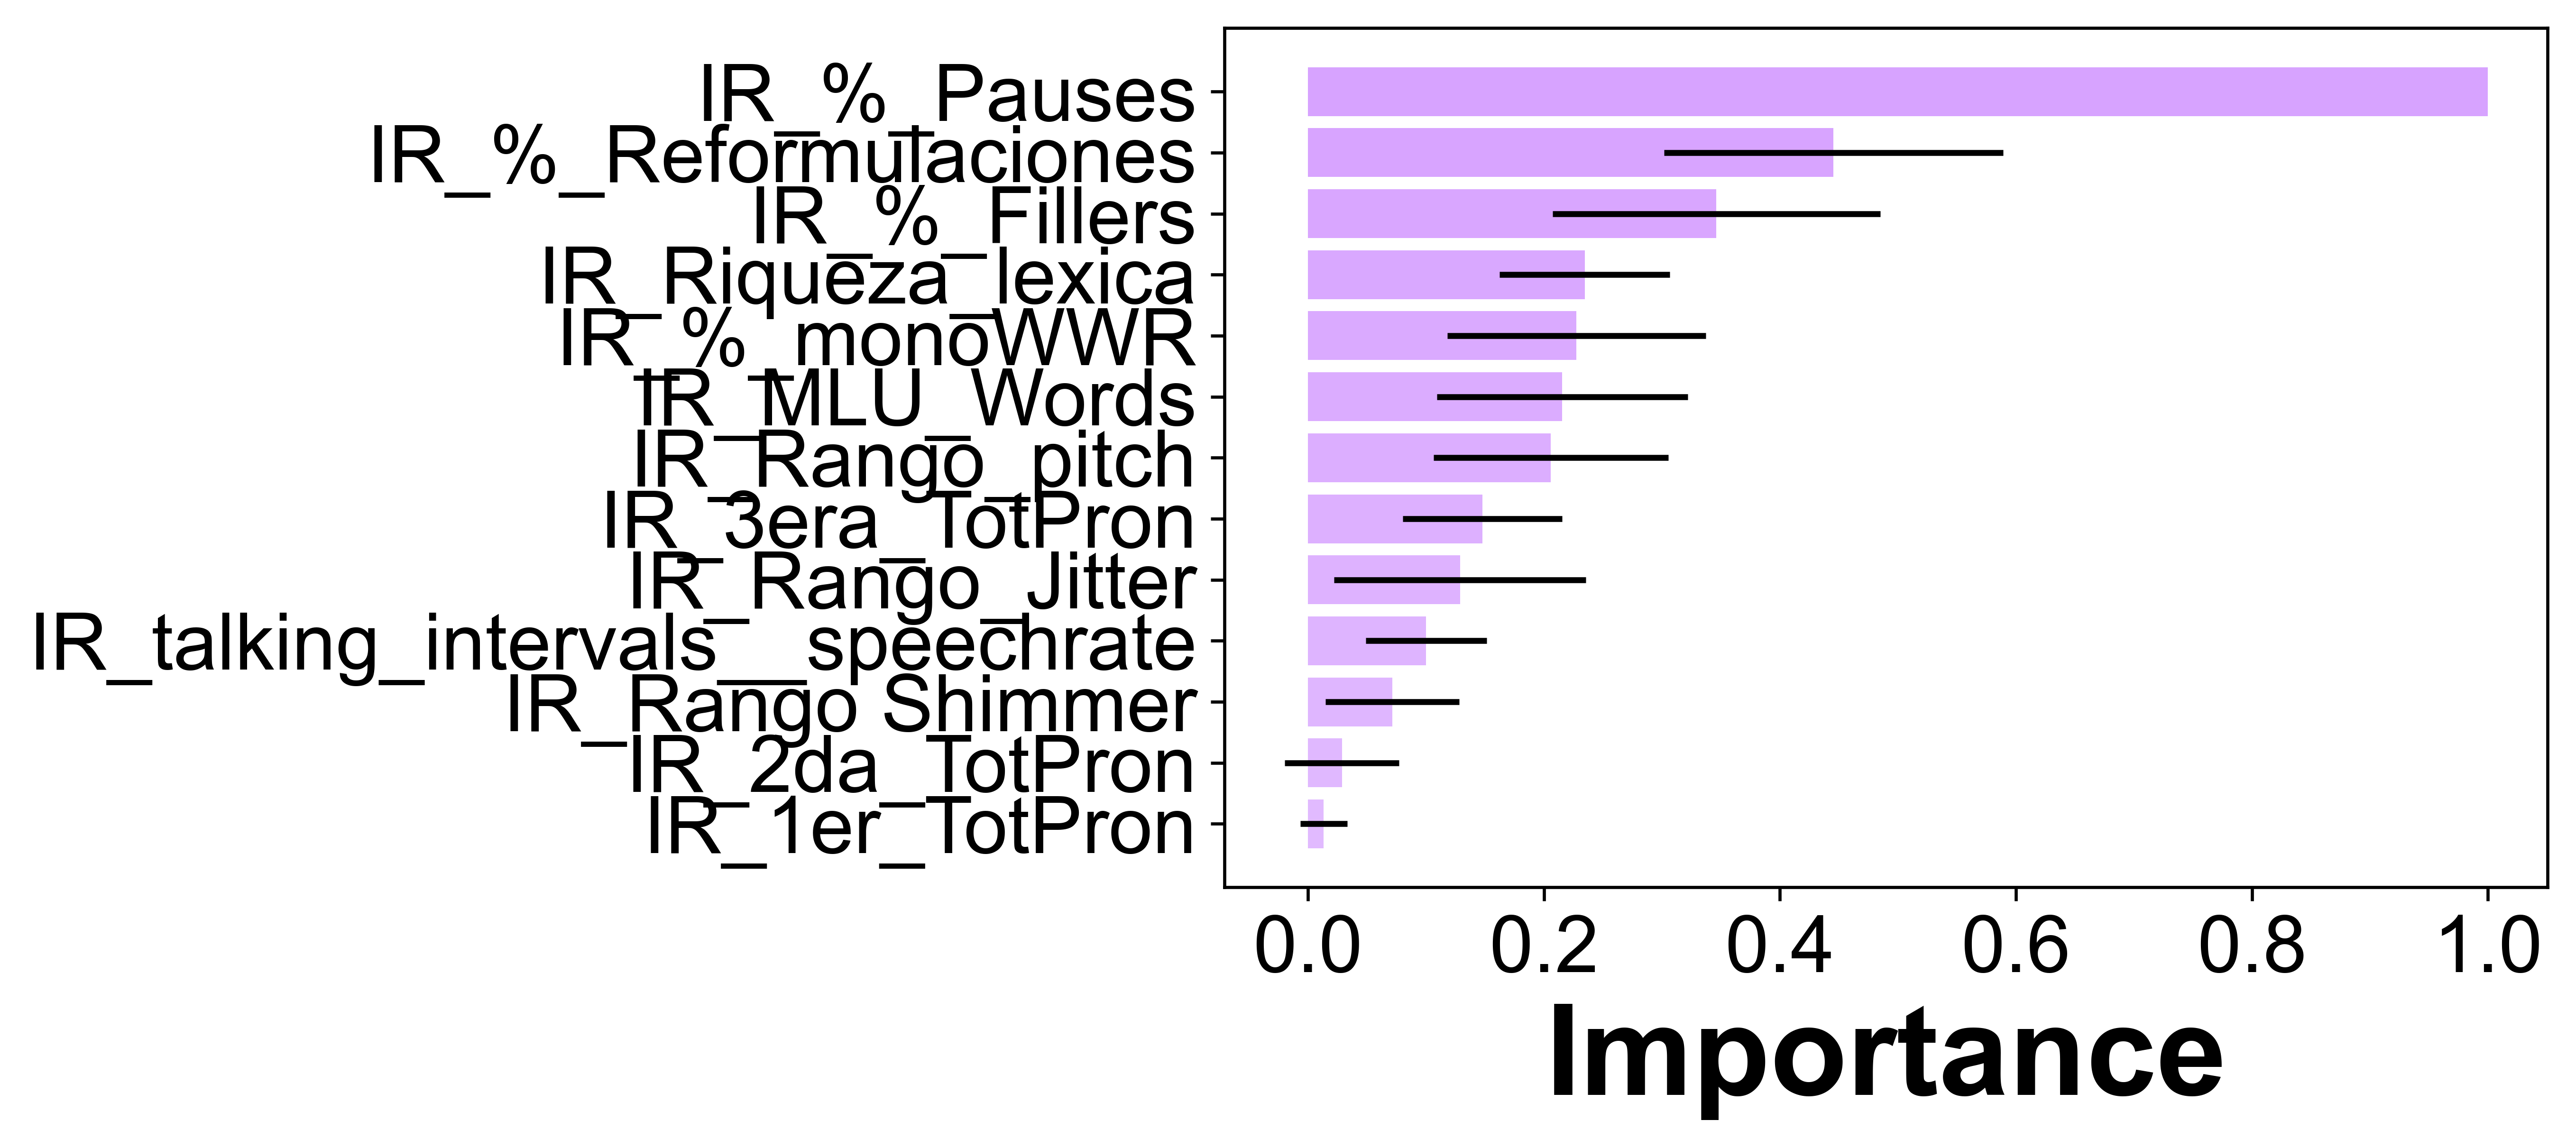 IR_%_Pauses
IR_%_Reformulaciones
IR_%_Fillers
IR_Riqueza_lexica
IR_%_monoWWR
IR_MLU_Words
IR_Rango_pitch
IR_3era_TotPron
IR_Rango_Jitter
IR_talking_intervals__speechrate
IR_Rango Shimmer
IR_2da_TotPron
IR_1er_TotPron
0.0 0.2 0.4 0.6 0.8 1.0
Importance